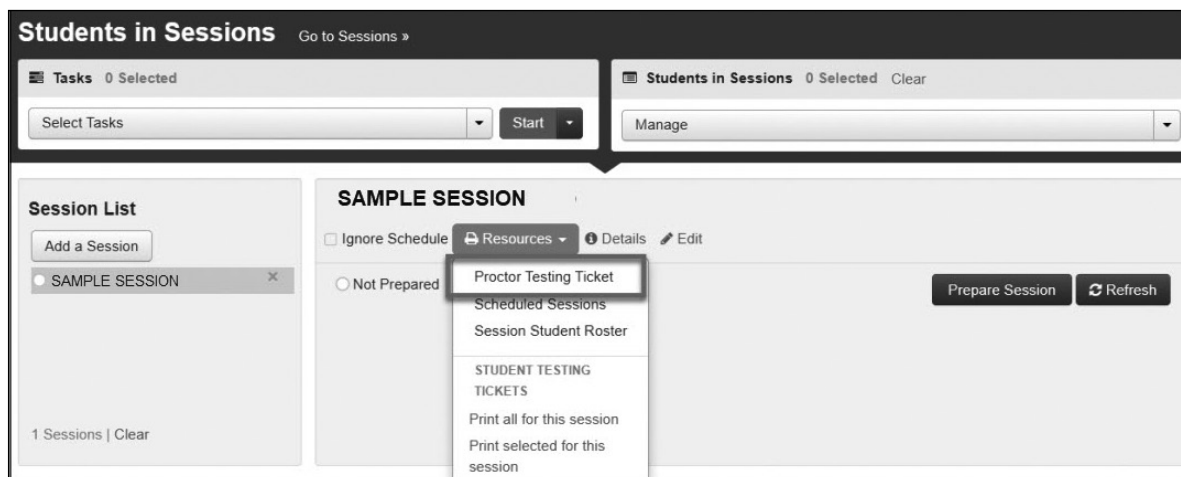 Students in Sessions Go to Sessions »
Tasks 0 Selected
Students in Sessions 0 Selected Clear
Select Tasks
Start
Manage
Session List
Add a Session
SAMPLE SESSION
1 Sessions | Clear
SAMPLE SESSION
Ignore Schedule Resources Details Edit
Not Prepared
Proctor Testing Ticket
Scheduled Sessions
Session Student Roster
STUDENT TESTING
TICKETS
Print all for this session
Print selected for this
session
Prepare Session Refresh